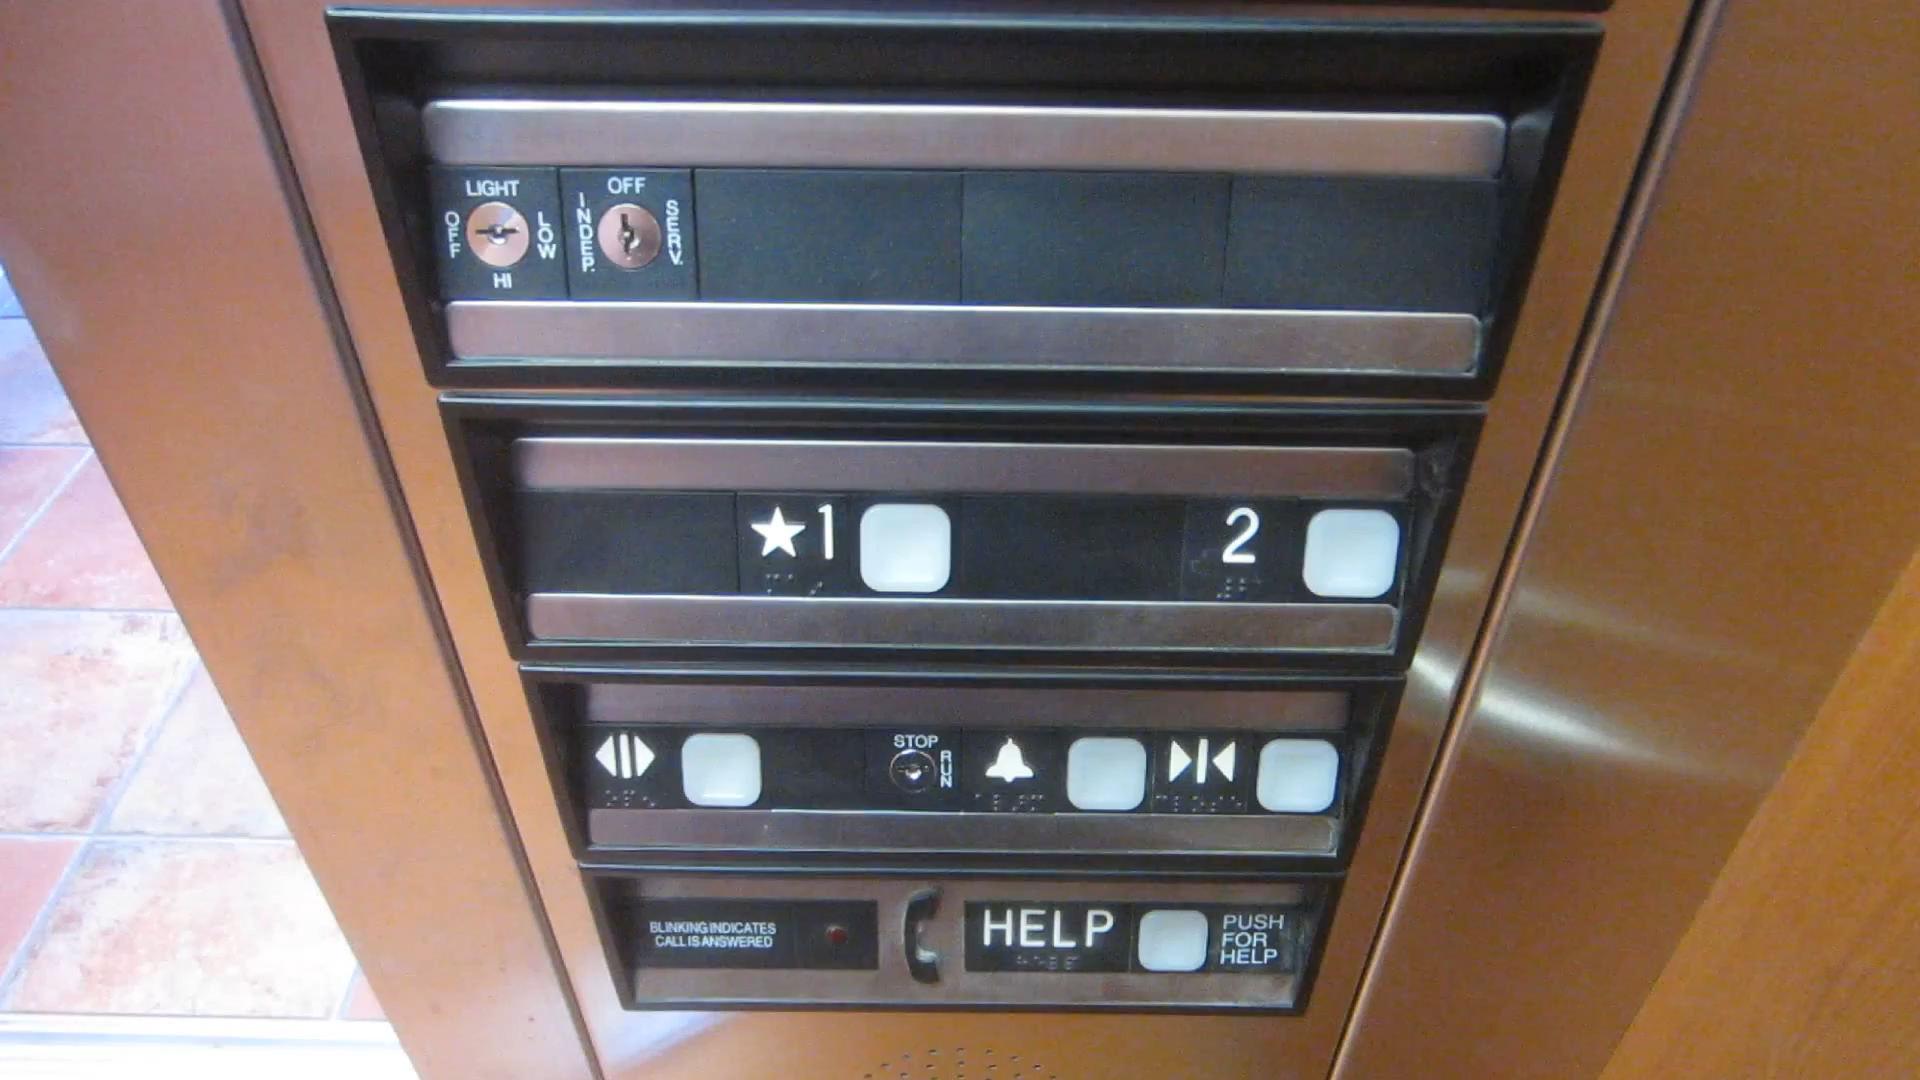 LIGHT
OFF
LOW
HI
OFF
INDEP.
SERV.
★1
2
STOP
RUN
BLINKING INDICATES
CALL IS ANSWERED
HELP
PUSH
FOR
HELP